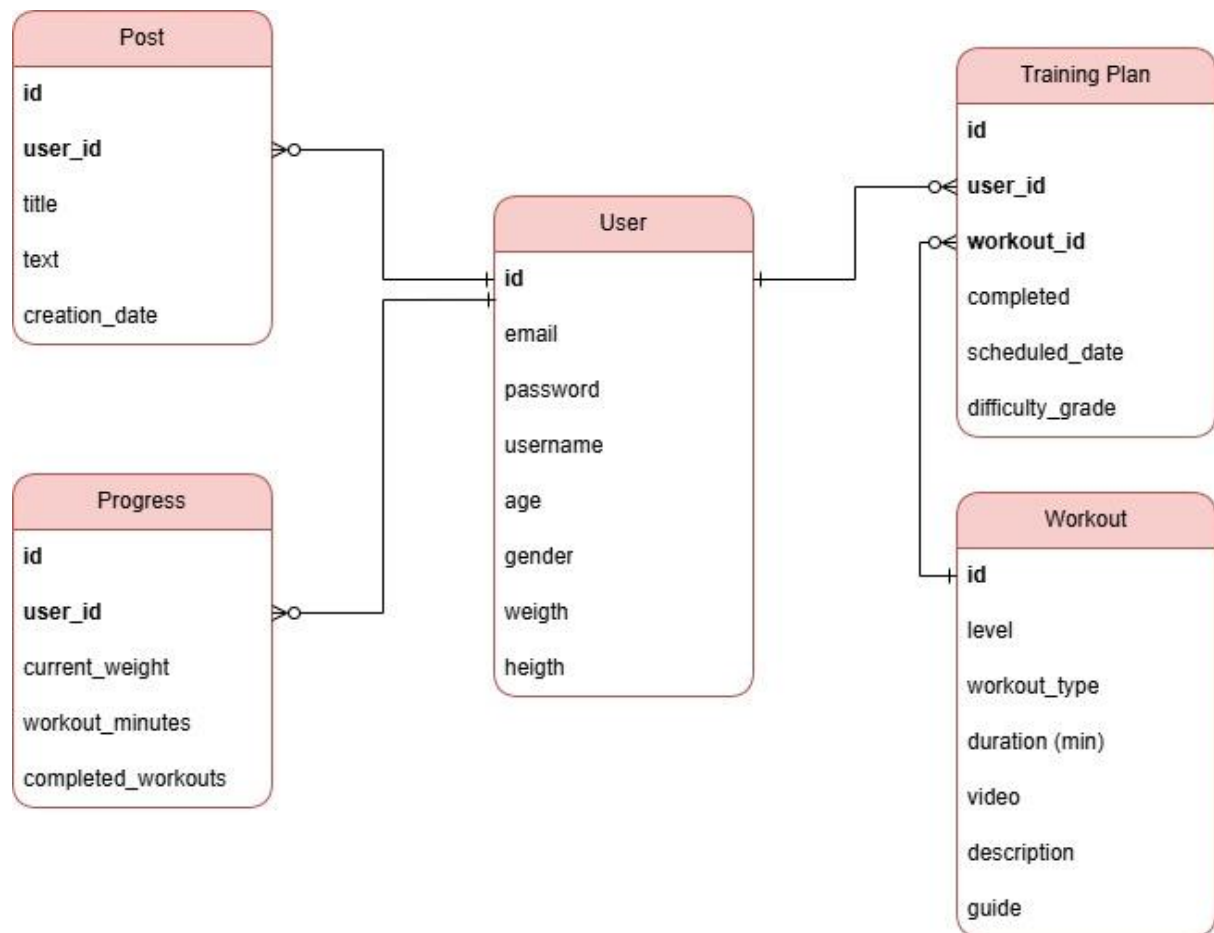 Post
id
user_id
title
text
creation_date
Progress
id
user_id
current_weight
workout_minutes
completed_workouts
User
id
email
password
username
age
gender
weigth
heigth
Training Plan
id
user_id
workout_id
completed
scheduled_date
difficulty_grade
Workout
id
level
workout_type
duration (min)
video
description
guide